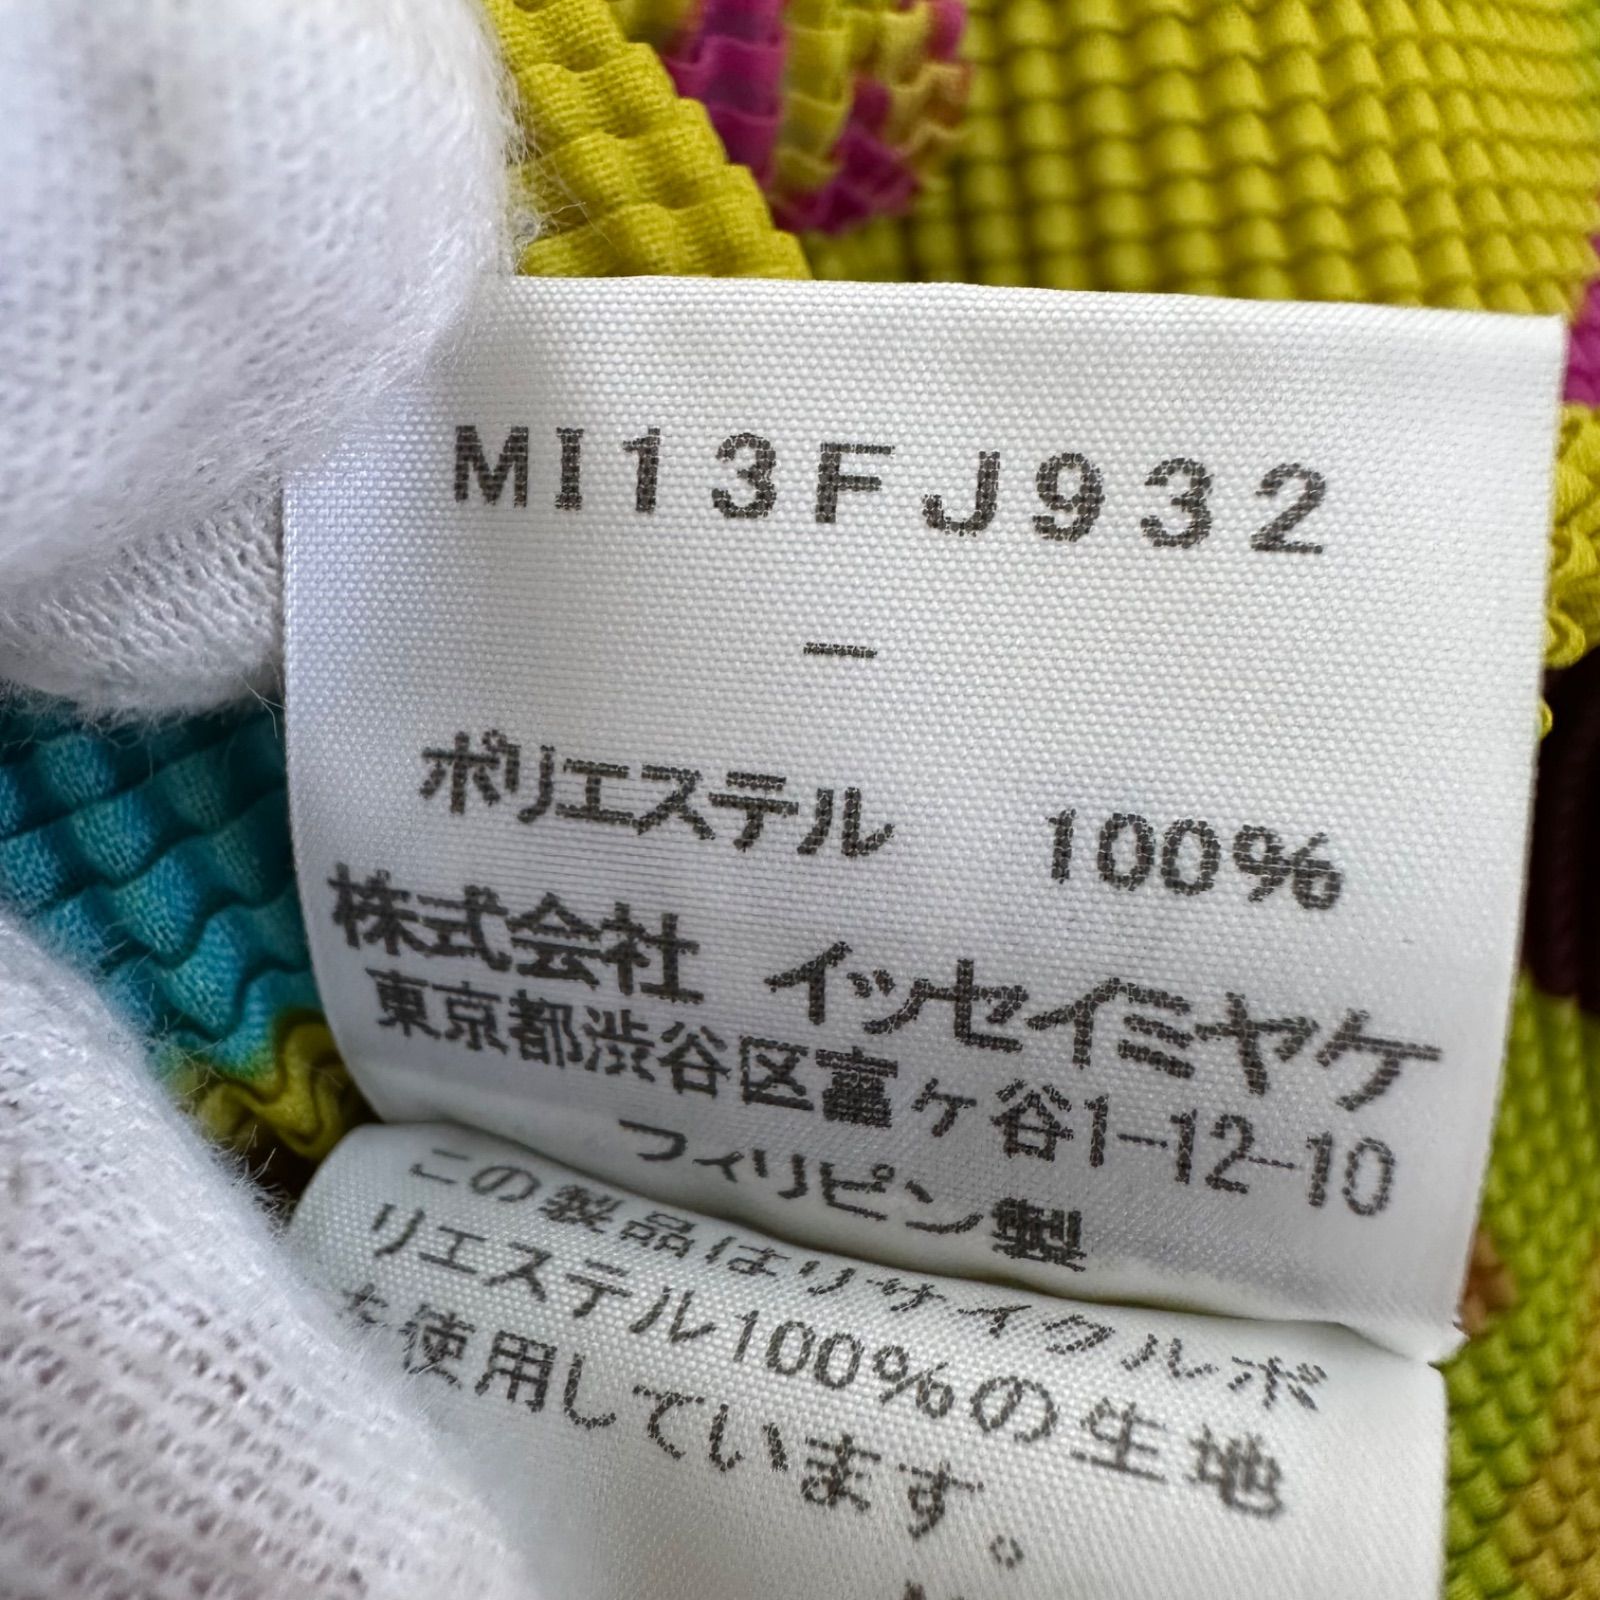 MI13FJ932
—
ポリエステル 100%
株式会社 イッセイミヤケ
東京都渋谷区富ヶ谷1-12-10
フィリピン製
この製品はリサイクルポ
リエステル100%の生地
を使用しています。